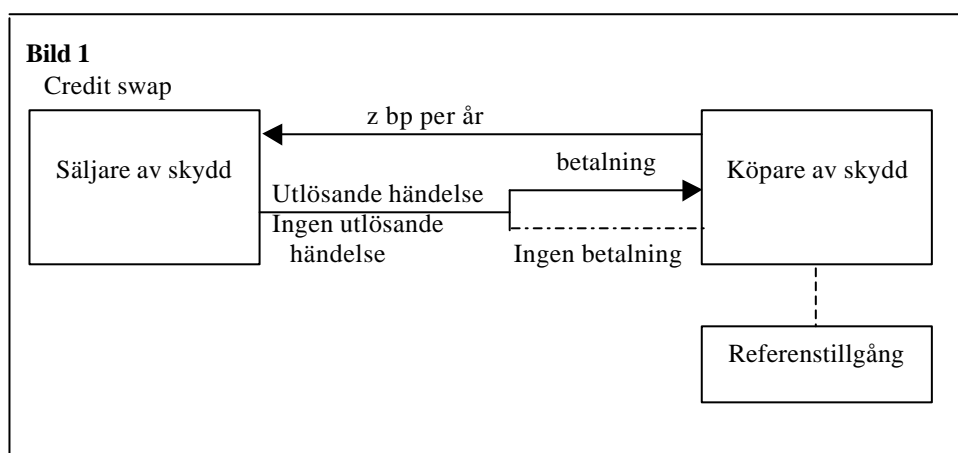 Bild 1
Credit swap
z bp per år
Säljare av skydd
betalning
Köpare av skydd
Utlösande händelse
Ingen utlösande
händelse
Ingen betalning
Referenstillgång